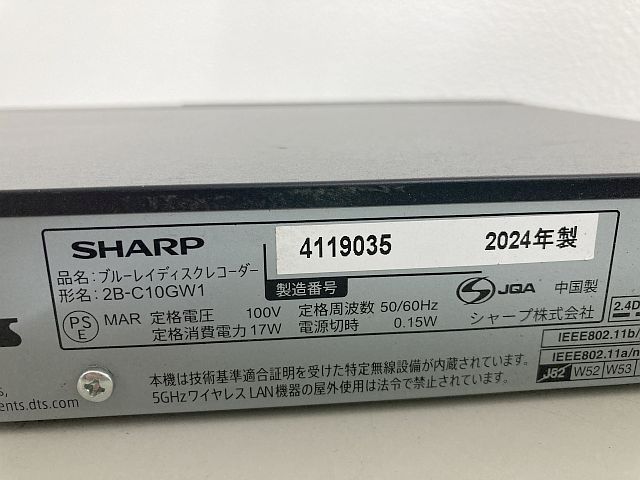 SHARP
4119035 2024年製
品名:ブルーレイディスクレコーダー
形名:2B-C10GW1
製造番号
JQA 中国製
PS
E
MAR 定格電圧 100V 定格周波数 50/60Hz
定格消費電力 17W 電源切時 0.15W
シャープ株式会社
2.4D
IEEE802.11b/
IEEE802.11a/n
J52 W52 W53
本機は技術基準適合証明を受けた特定無線設備が内蔵されています。
5GHzワイヤレスLAN機器の屋外使用は法令で禁止されています。
ents.dts.com